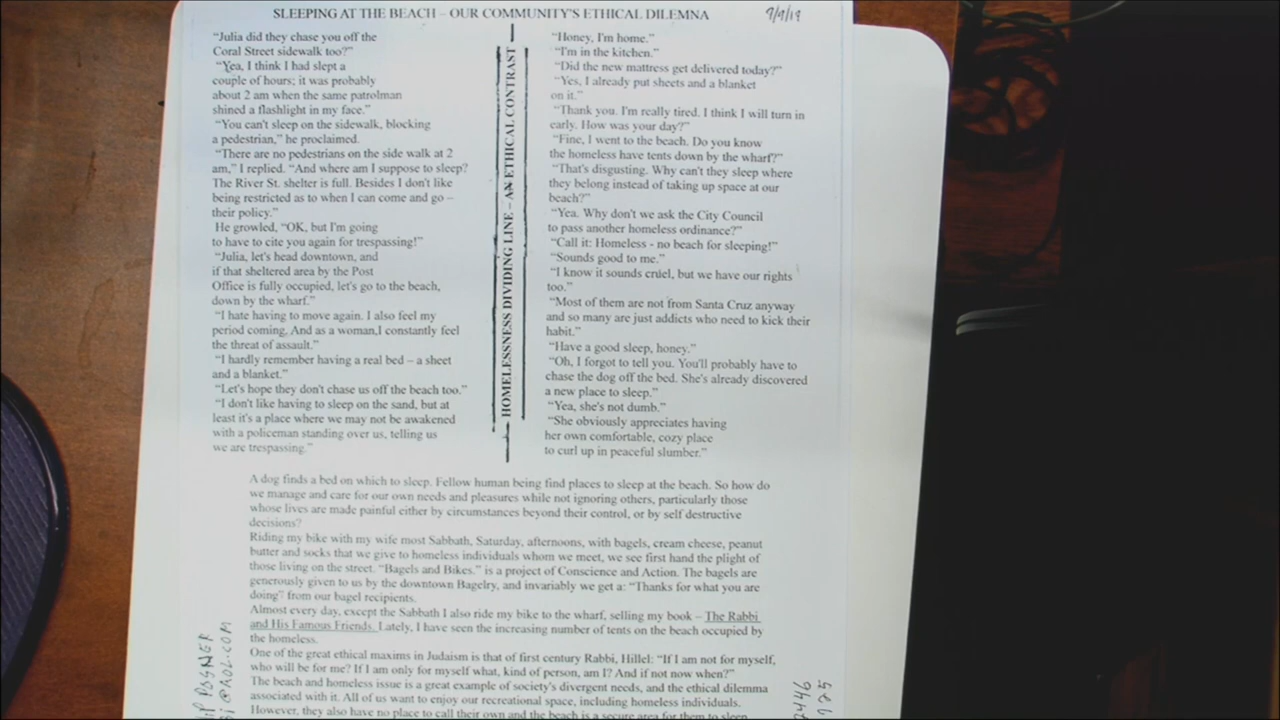 SLEEPING AT THE BEACH – OUR COMMUNITY'S ETHICAL DILEMNA
9/9/19
"Julia did they chase you off the
Coral Street sidewalk too?"
"Yea, I think I had slept a
couple of hours; it was probably
about 2 am when the same patrolman
shined a flashlight in my face."
"You can't sleep on the sidewalk, blocking
a pedestrian," he proclaimed.
"There are no pedestrians on the side walk at 2
am," I replied. "And where am I suppose to sleep?
The River St. shelter is full. Besides I don't like
being restricted as to when I can come and go –
their policy."
He growled, "OK, but I'm going
to have to cite you again for trespassing!"
"Julia, let's head downtown, and
if that sheltered area by the Post
Office is fully occupied, let's go to the beach,
down by the wharf."
"I hate having to move again. I also feel my
period coming. And as a woman,I constantly feel
the threat of assault."
"I hardly remember having a real bed – a sheet
and a blanket."
"Let's hope they don't chase us off the beach too."
"I don't like having to sleep on the sand, but at
least it's a place where we may not be awakened
with a policeman standing over us, telling us
we are trespassing."
HOMELESSNESS DIVIDING LINE – AN ETHICAL CONTRAST
"Honey, I'm home."
"I'm in the kitchen."
"Did the new mattress get delivered today?"
"Yes, I already put sheets and a blanket
on it."
"Thank you. I'm really tired. I think I will turn in
early. How was your day?"
"Fine, I went to the beach. Do you know
the homeless have tents down by the wharf?"
"That's disgusting. Why can't they sleep where
they belong instead of taking up space at our
beach?"
"Yea. Why don't we ask the City Council
to pass another homeless ordinance?"
"Call it: Homeless - no beach for sleeping!"
"Sounds good to me."
"I know it sounds cruel, but we have our rights
too."
"Most of them are not from Santa Cruz anyway
and so many are just addicts who need to kick their
habit."
"Have a good sleep, honey."
"Oh, I forgot to tell you. You'll probably have to
chase the dog off the bed. She's already discovered
a new place to sleep."
"Yea, she's not dumb."
"She obviously appreciates having
her own comfortable, cozy place
to curl up in peaceful slumber."
A dog finds a bed on which to sleep. Fellow human being find places to sleep at the beach. So how do
we manage and care for our own needs and pleasures while not ignoring others, particularly those
whose lives are made painful either by circumstances beyond their control, or by self destructive
decisions?
Riding my bike with my wife most Sabbath, Saturday, afternoons, with bagels, cream cheese, peanut
butter and socks that we give to homeless individuals whom we meet, we see first hand the plight of
those living on the street. "Bagels and Bikes." is a project of Conscience and Action. The bagels are
generously given to us by the downtown Bagelry, and invariably we get a: "Thanks for what you are
doing" from our bagel recipients.
Almost every day, except the Sabbath I also ride my bike to the wharf, selling my book – The Rabbi
and His Famous Friends. Lately, I have seen the increasing number of tents on the beach occupied by
the homeless.
One of the great ethical maxims in Judaism is that of first century Rabbi, Hillel: "If I am not for myself,
who will be for me? If I am only for myself what, kind of person, am I? And if not now when?"
The beach and homeless issue is a great example of society's divergent needs, and the ethical dilemma
associated with it. All of us want to enjoy our recreational space, including homeless individuals.
However, they also have no place to call their own and the beach is a secure area for them to sleep
POSNER
@AOL.COM
2446